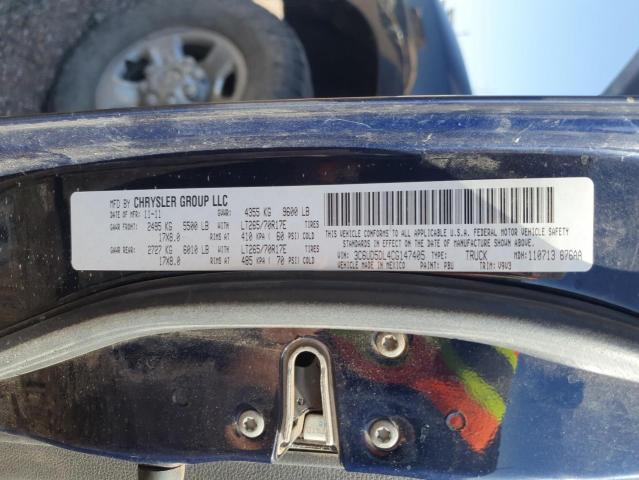 MFD BY CHRYSLER GROUP LLC
DATE OF MFR: 11-11 GVWR: 4355 KG 9600 LB
GAWR FRONT: 2495 KG 5500 LB WITH LT265/70R17E
17X8.0 RIMS AT 410 KPA ( 60 PSI) COLD
GAWR REAR: 2727 KG 6010 LB WITH LT265/70R17E
17X8.0 RIMS AT 485 KPA ( 70 PSI) COLD
THIS VEHICLE CONFORMS TO ALL APPLICABLE U.S.A. FEDERAL MOTOR VEHICLE SAFETY
STANDARDS IN EFFECT ON THE DATE OF MANUFACTURE SHOWN ABOVE.
VIN: 3C6UD5DL4CG147405 TYPE: TRUCK MDH: 110713 876AA
VEHICLE MADE IN MEXICO PAINT: PBU TRIM: V9V3